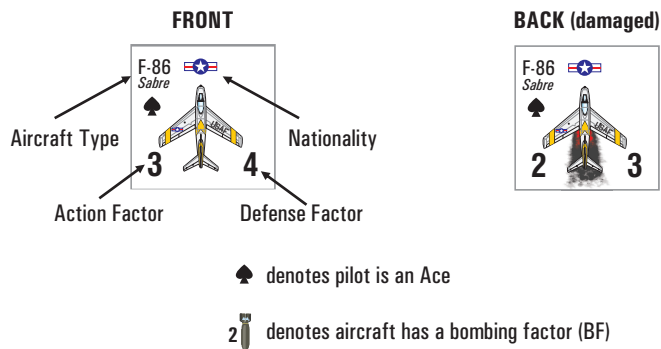 FRONT
BACK (damaged)
F-86
Sabre
F-86
Sabre
Aircraft Type
Nationality
3
4
2
3
Action Factor
Defense Factor
denotes pilot is an Ace
2 denotes aircraft has a bombing factor (BF)